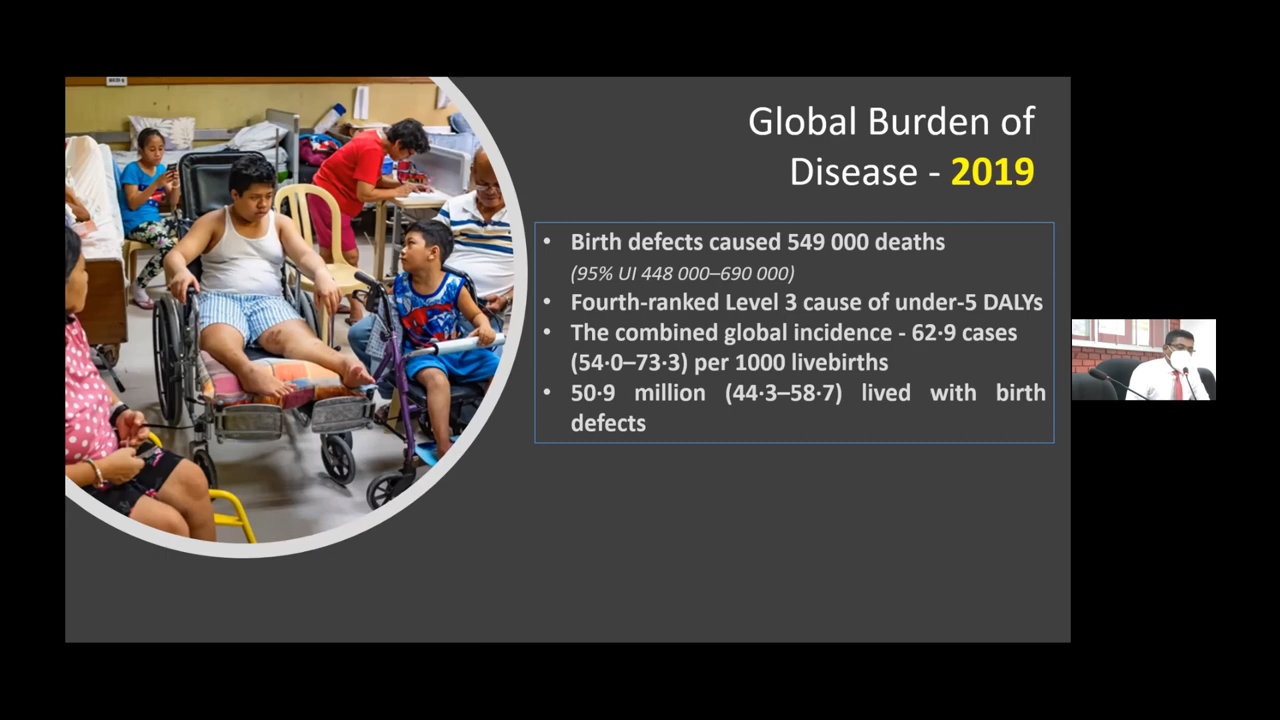 Global Burden of
Disease - 2019
• Birth defects caused 549 000 deaths
(95% UI 448 000–690 000)
• Fourth-ranked Level 3 cause of under-5 DALYs
• The combined global incidence - 62·9 cases
(54·0–73·3) per 1000 livebirths
• 50·9 million (44·3–58·7) lived with birth
defects